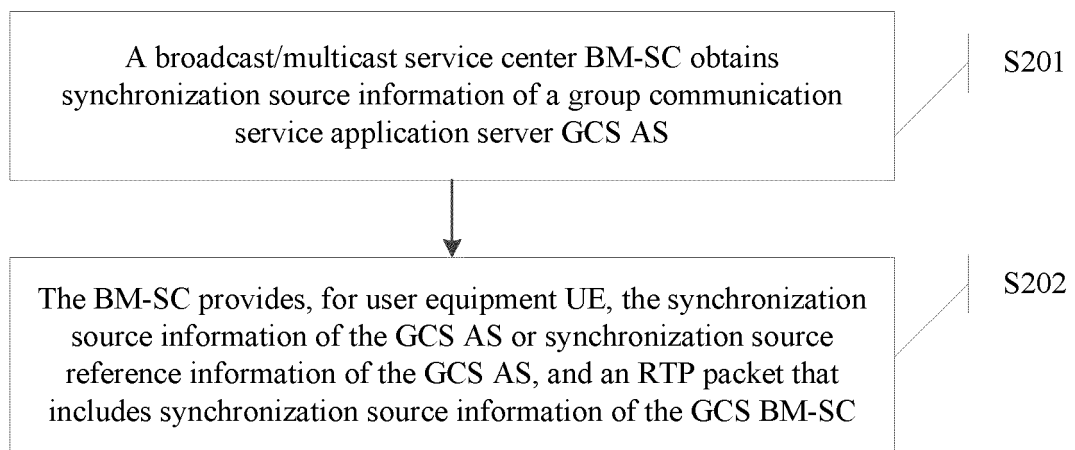 A broadcast/multicast service center BM-SC obtains
synchronization source information of a group communication
service application server GCS AS
S201
The BM-SC provides, for user equipment UE, the synchronization
source information of the GCS AS or synchronization source
reference information of the GCS AS, and an RTP packet that
includes synchronization source information of the GCS BM-SC
S202